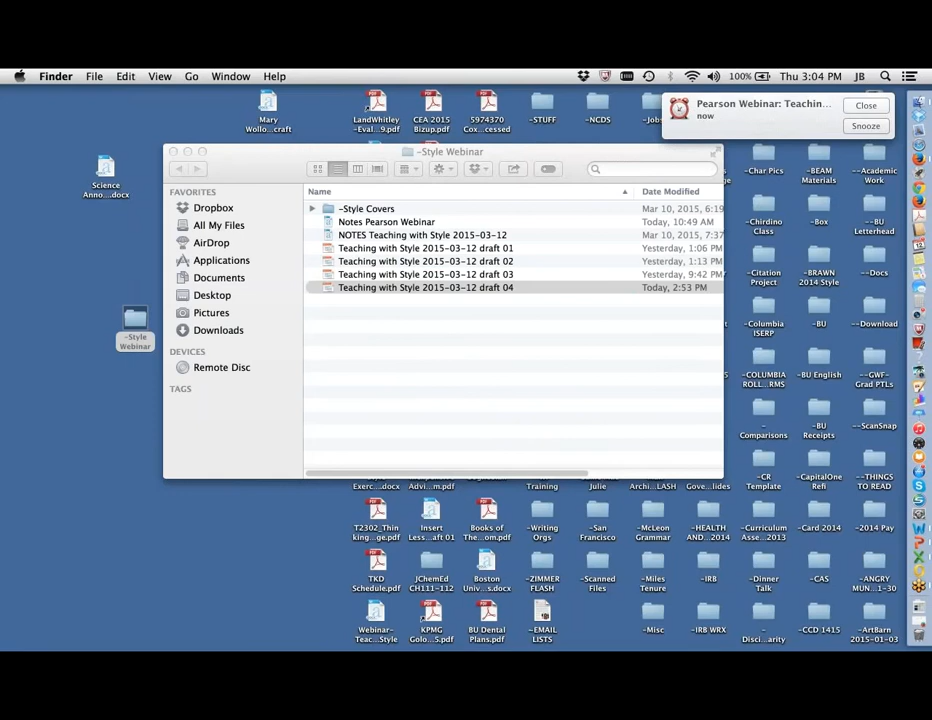 Finder File Edit View Go Window Help 100% Thu 3:04 PM JB
Pearson Webinar: Teachin...
now
Close
Snooze
Mary
Wollo...craft
LandWhitley
-Eval...9.pdf
CEA 2015
Bizup.pdf
5974370
Cox...cessed
-STUFF
-NCDS
Science
Anno...docx
-Style
Webinar
-Style Webinar
FAVORITES
Dropbox
All My Files
AirDrop
Applications
Documents
Desktop
Pictures
Downloads
DEVICES
Remote Disc
TAGS
Name Date Modified
-Style Covers Mar 10, 2015, 6:19
Notes Pearson Webinar Today, 10:49 AM
NOTES Teaching with Style 2015-03-12 Mar 10, 2015, 7:37
Teaching with Style 2015-03-12 draft 01 Yesterday, 1:06 PM
Teaching with Style 2015-03-12 draft 02 Yesterday, 1:13 PM
Teaching with Style 2015-03-12 draft 03 Yesterday, 9:42 PM
Teaching with Style 2015-03-12 draft 04 Today, 2:53 PM
-Char Pics
-BEAM
Materials
--Academic
Work
-Chirdino
Class
-Box
--BU
Letterhead
-Citation
Project
-BRAWN
2014 Style
--Docs
-Columbia
ISERP
-BU
--Download
-COLUMBIA
ROLL...RMS
-BU English
--GWF-
Grad PTLs
-
Comparisons
-BU
Receipts
--ScanSnap
-CR
Template
-CapitalOne
Refi
--THINGS
TO READ
Exerc...docx
Advi...m.pdf
Training
Archi...LASH
Gove...lides
T2302_Thin
king...ge.pdf
Insert
Less...aft 01
Books of
The...om.pdf
-Writing
Orgs
-San
Francisco
-McLeon
Grammar
-HEALTH
AND...2014
-Curriculum
Asse...2013
-Card 2014
-2014 Pay
TKD
Schedule.pdf
JChemEd
CH111-112
Boston
Univ...s.docx
-ZIMMER
FLASH
-Scanned
Files
-Miles
Tenure
-IRB
-Dinner
Talk
-CAS
-ANGRY
MUN...1-30
Webinar-
Teac...Style
KPMG
Golo...S.pdf
BU Dental
Plans.pdf
-EMAIL
LISTS
-Misc
-IRB WRX
-
Disci...arity
-CCD 1415
-ArtBarn
2015-01-03